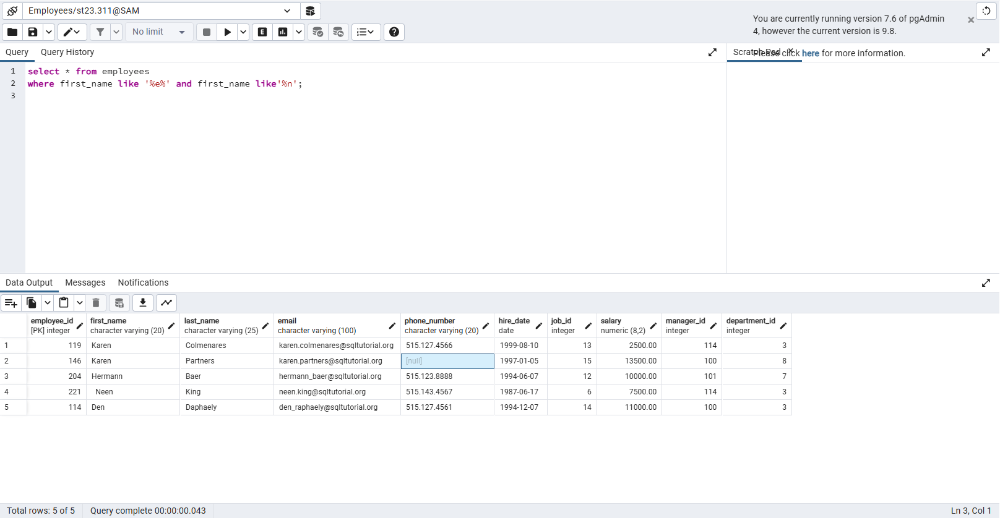 Employees/st23.311@SAM
You are currently running version 7.6 of pgAdmin
4, however the current version is 9.8.
Please click here for more information.
No limit
E
Query Query History
Scratch Pad
1 select * from employees
2 where first_name like '%e%' and first_name like'%n';
3
Data Output Messages Notifications
employee_id first_name last_name email phone_number hire_date job_id salary manager_id department_id
[PK] integer character varying (20) character varying (25) character varying (100) character varying (20) date integer numeric (8,2) integer integer
1 119 Karen Colmenares karen.colmenares@sqltutorial.org 515.127.4566 1999-08-10 13 2500.00 114 3
2 146 Karen Partners karen.partners@sqltutorial.org [null] 1997-01-05 15 13500.00 100 8
3 204 Hermann Baer hermann_baer@sqltutorial.org 515.123.8888 1994-06-07 12 10000.00 101 7
4 221 Neen King neen.king@sqltutorial.org 515.143.4567 1987-06-17 6 7500.00 114 3
5 114 Den Daphaely den_raphaely@sqltutorial.org 515.127.4561 1994-12-07 14 11000.00 100 3
Total rows: 5 of 5 Query complete 00:00:00.043 Ln 3, Col 1